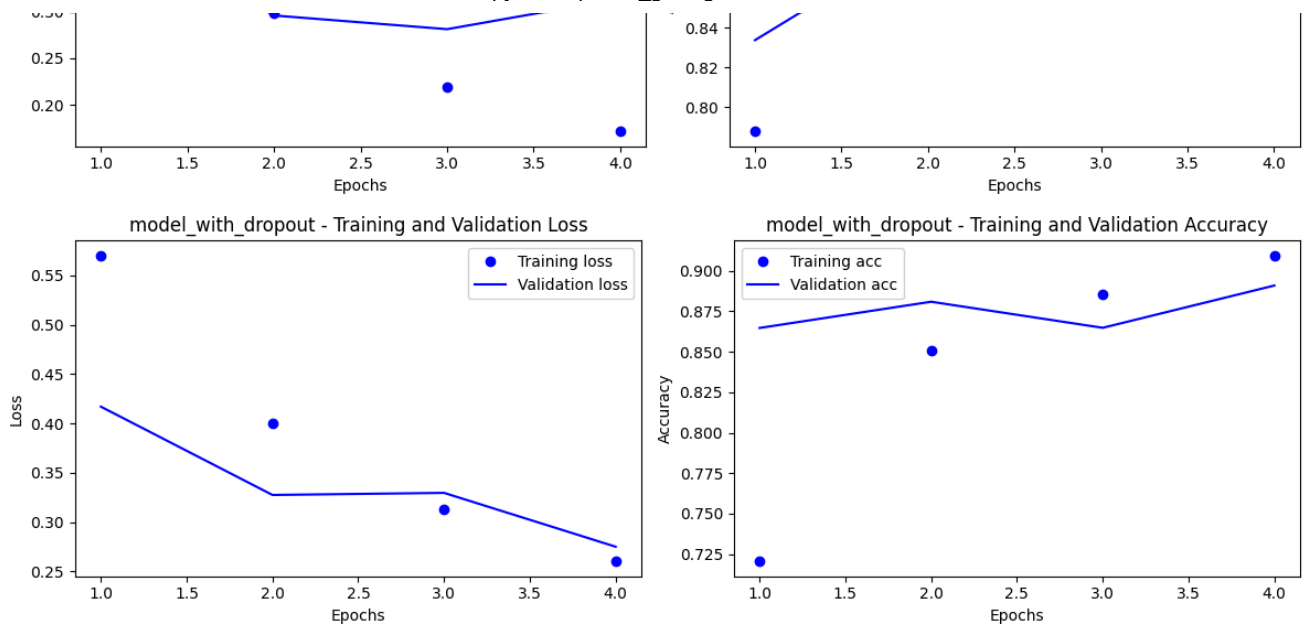 0.30
0.25
0.20
1.0 1.5 2.0 2.5 3.0 3.5 4.0
Epochs
0.84
0.82
0.80
1.0 1.5 2.0 2.5 3.0 3.5 4.0
Epochs
model_with_dropout - Training and Validation Loss
Training loss
Validation loss
Loss
0.55
0.50
0.45
0.40
0.35
0.30
0.25
1.0 1.5 2.0 2.5 3.0 3.5 4.0
Epochs
model_with_dropout - Training and Validation Accuracy
Training acc
Validation acc
Accuracy
0.900
0.875
0.850
0.825
0.800
0.775
0.750
0.725
1.0 1.5 2.0 2.5 3.0 3.5 4.0
Epochs